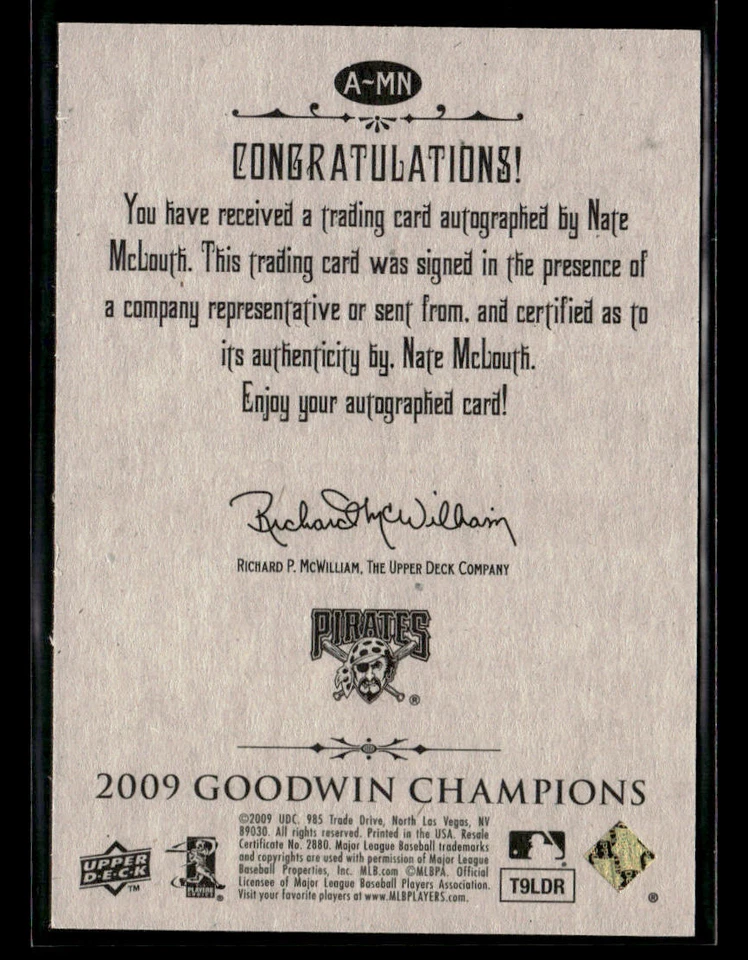 A~MN
CONGRATULATIONS!
You have received a trading card autographed by Nate
McLouth. This trading card was signed in the presence of
a company representative or sent from, and certified as to
its authenticity by, Nate McLouth.
Enjoy your autographed card!
Richard McWilliam
RICHARD P. MCWILLIAM, THE UPPER DECK COMPANY
PIRATES
®
2009 GOODWIN CHAMPIONS
©2009 UDC. 985 Trade Drive, North Las Vegas, NV
89030. All rights reserved. Printed in the USA. Resale
Certificate No. 2880. Major League Baseball trademarks
and copyrights are used with permission of Major League
Baseball Properties, Inc. MLB.com ©MLBPA. Official
Licensee of Major League Baseball Players Association.
Visit your favorite players at www.MLBPLAYERS.com.
UPPER
D·E·C·K
TM
PLAYERS
CHOICE
®
T9LDR
®